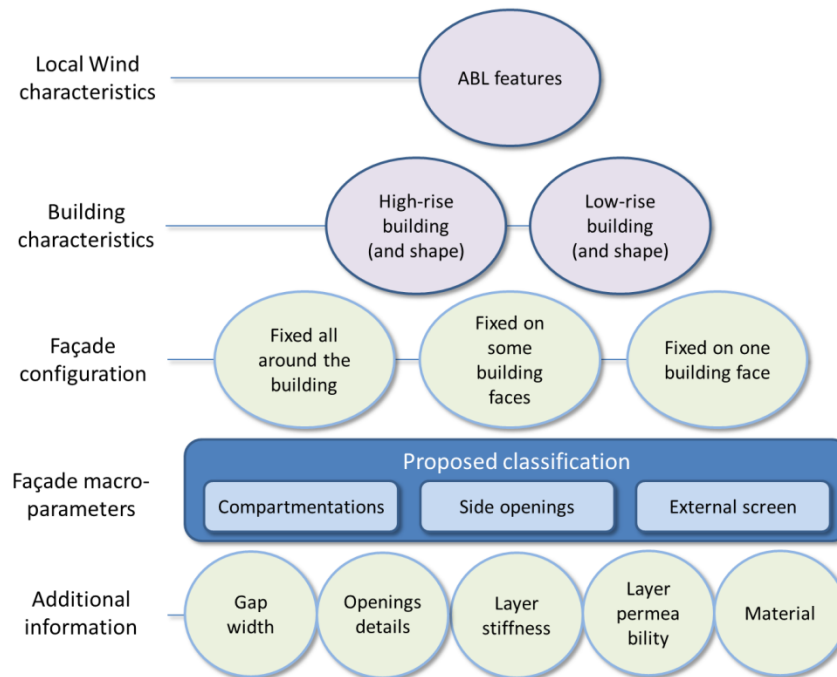 Local Wind
characteristics
ABL features
Building
characteristics
High-rise
building
(and shape)
Low-rise
building
(and shape)
Façade
configuration
Fixed all
around the
building
Fixed on
some
building
faces
Fixed on one
building face
Façade macro-
parameters
Proposed classification
Compartmentations
Side openings
External screen
Additional
information
Gap
width
Openings
details
Layer
stiffness
Layer
permea
bility
Material